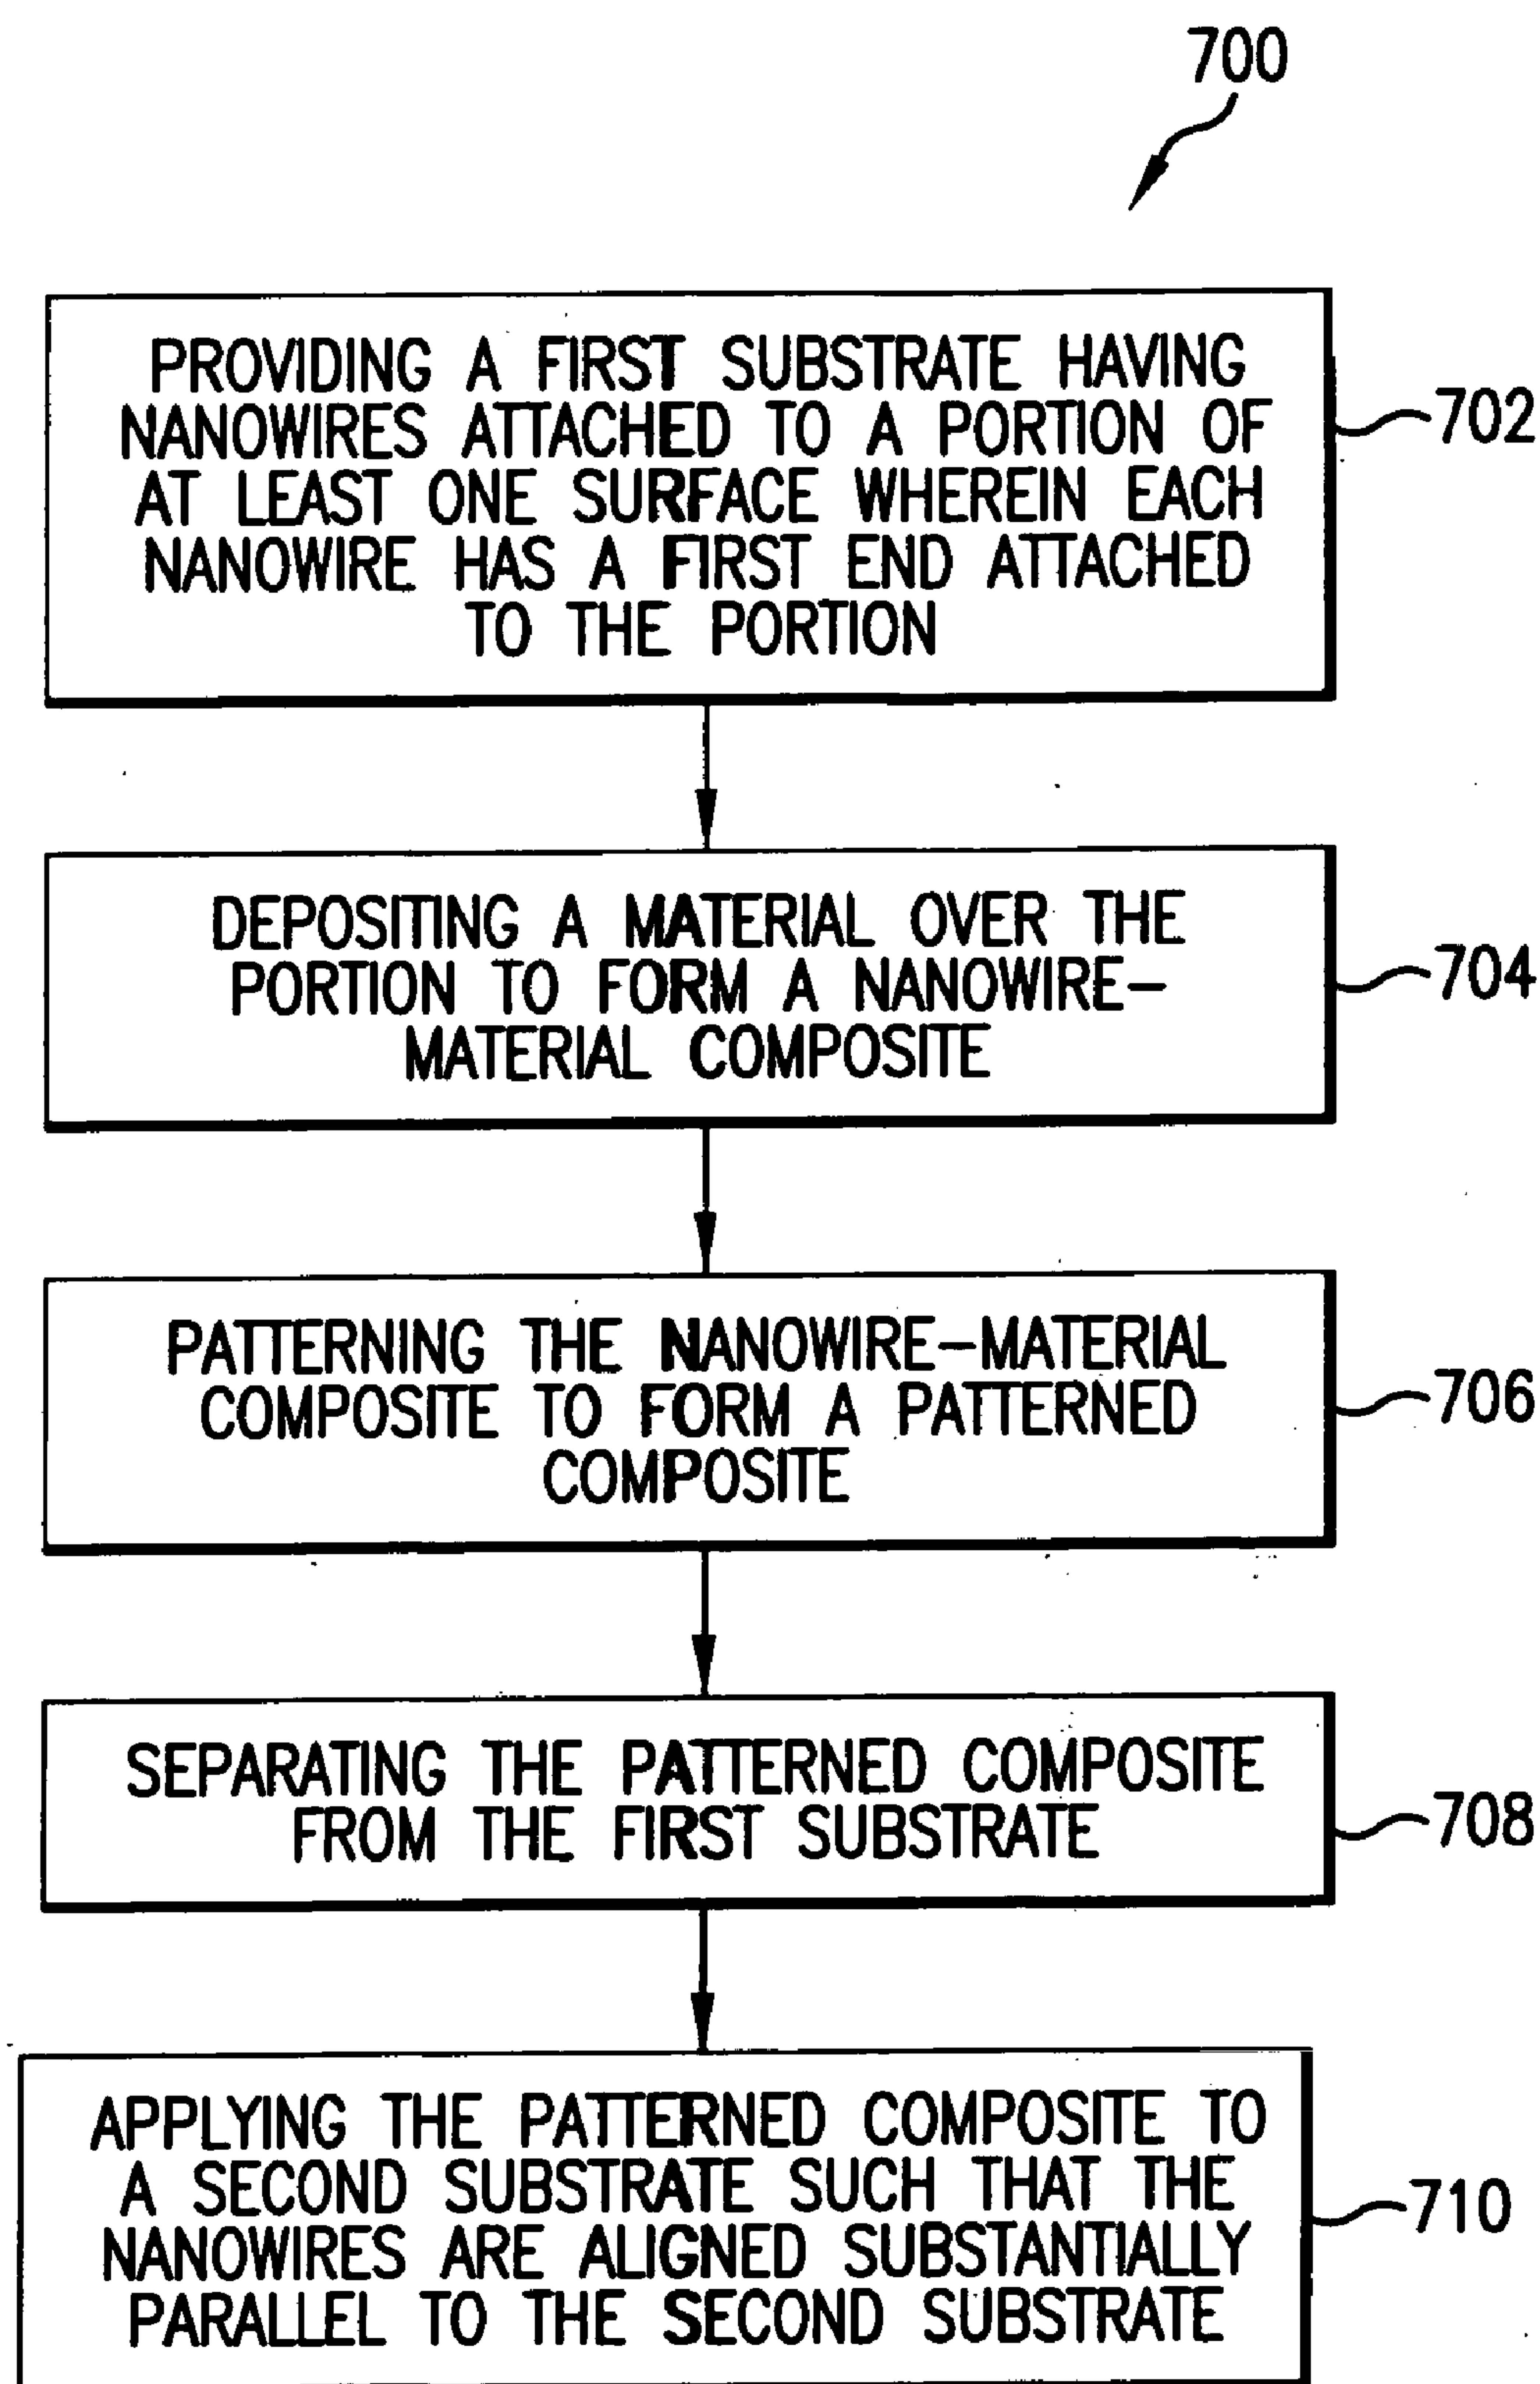 700
PROVIDING A FIRST SUBSTRATE HAVING
NANOWIRES ATTACHED TO A PORTION OF
AT LEAST ONE SURFACE WHEREIN EACH
NANOWIRE HAS A FIRST END ATTACHED
TO THE PORTION
702
DEPOSITING A MATERIAL OVER THE
PORTION TO FORM A NANOWIRE-
MATERIAL COMPOSITE
704
PATTERNING THE NANOWIRE-MATERIAL
COMPOSITE TO FORM A PATTERNED
COMPOSITE
706
SEPARATING THE PATTERNED COMPOSITE
FROM THE FIRST SUBSTRATE
708
APPLYING THE PATTERNED COMPOSITE TO
A SECOND SUBSTRATE SUCH THAT THE
NANOWIRES ARE ALIGNED SUBSTANTIALLY
PARALLEL TO THE SECOND SUBSTRATE
710